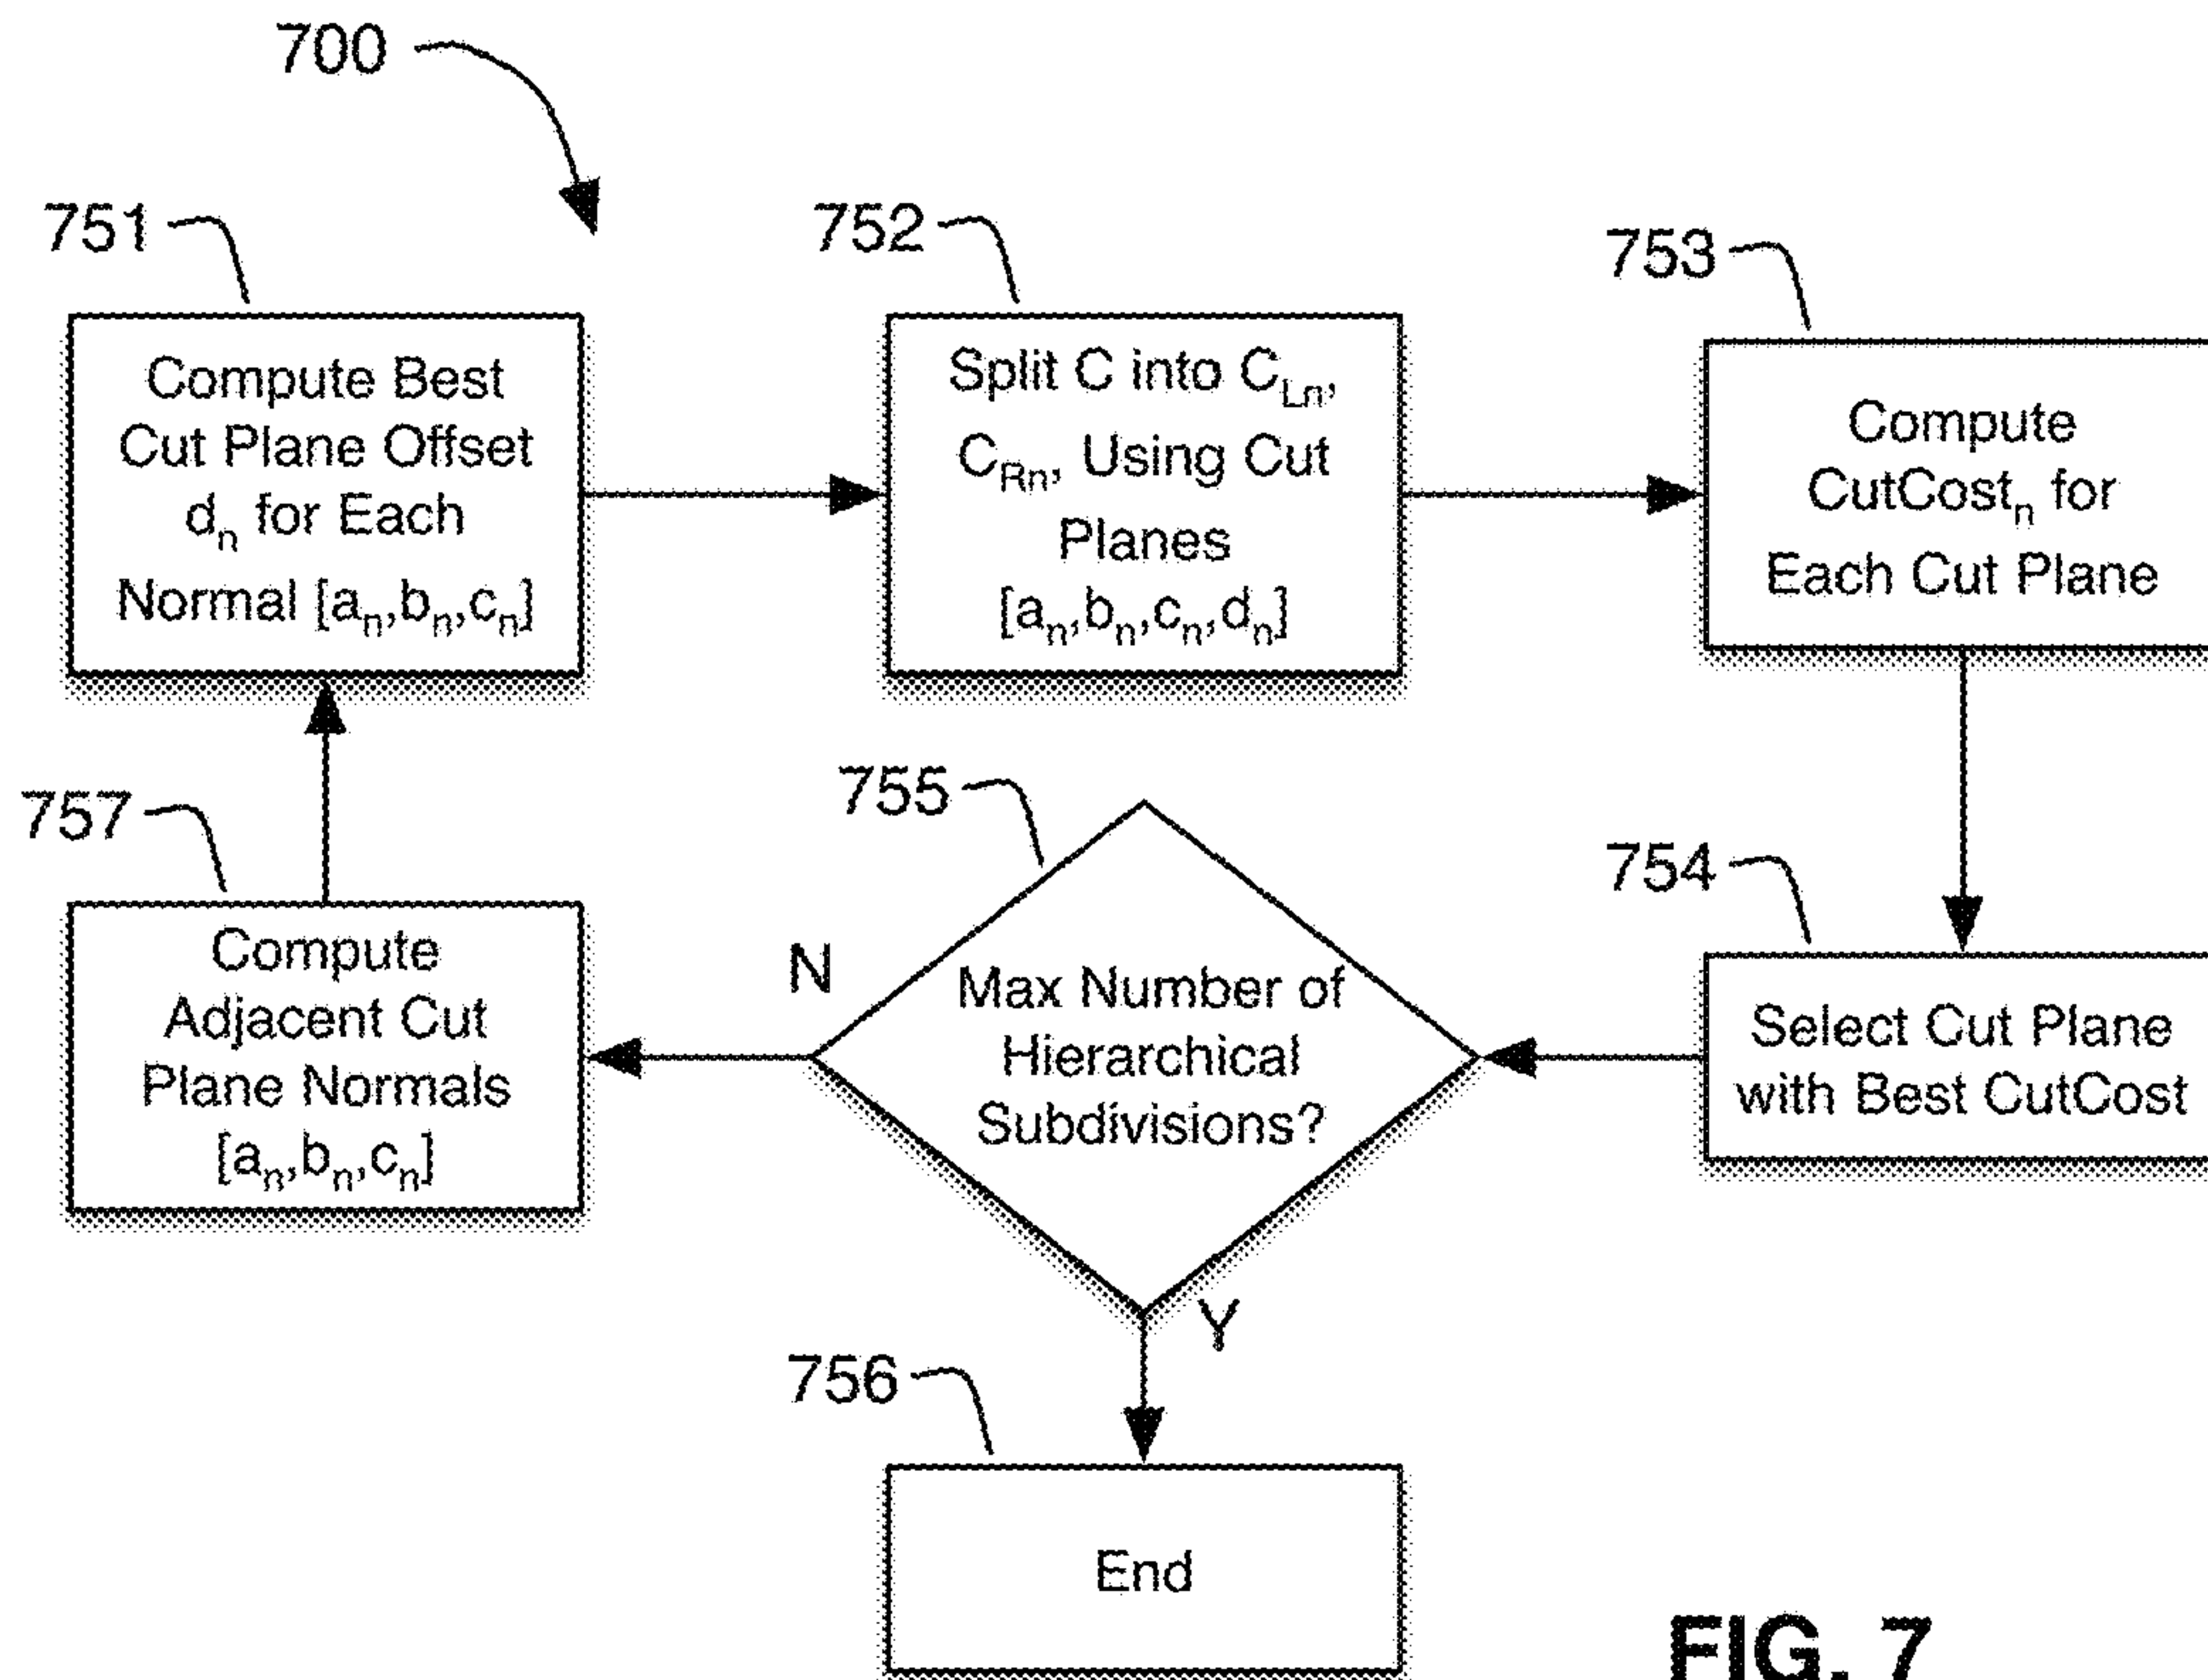 700
751
Compute Best
Cut Plane Offset
dn for Each
Normal [an,bn,cn]
752
Split C into CLn,
CRn, Using Cut
Planes
[an,bn,cn,dn]
753
Compute
CutCostn for
Each Cut Plane
754
Select Cut Plane
with Best CutCost
755
Max Number of
Hierarchical
Subdivisions?
N
Y
757
Compute
Adjacent Cut
Plane Normals
[an,bn,cn]
756
End
FIG. 7